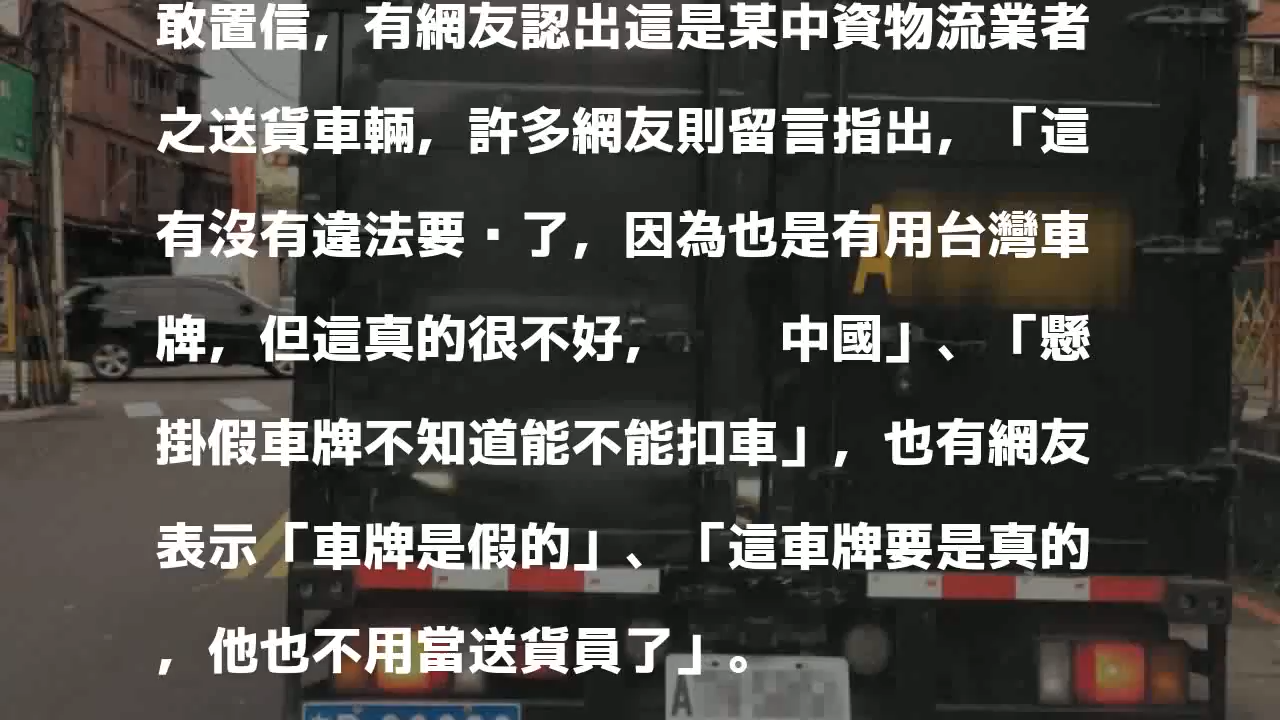 敢置信，有網友認出這是某中資物流業者
之送貨車輛，許多網友則留言指出，「這
有沒有違法要·了，因為也是有用台灣車
牌，但這真的很不好，　　中國」、「懸
掛假車牌不知道能不能扣車」，也有網友
表示「車牌是假的」、「這車牌要是真的
，他也不用當送貨員了」。
A
A